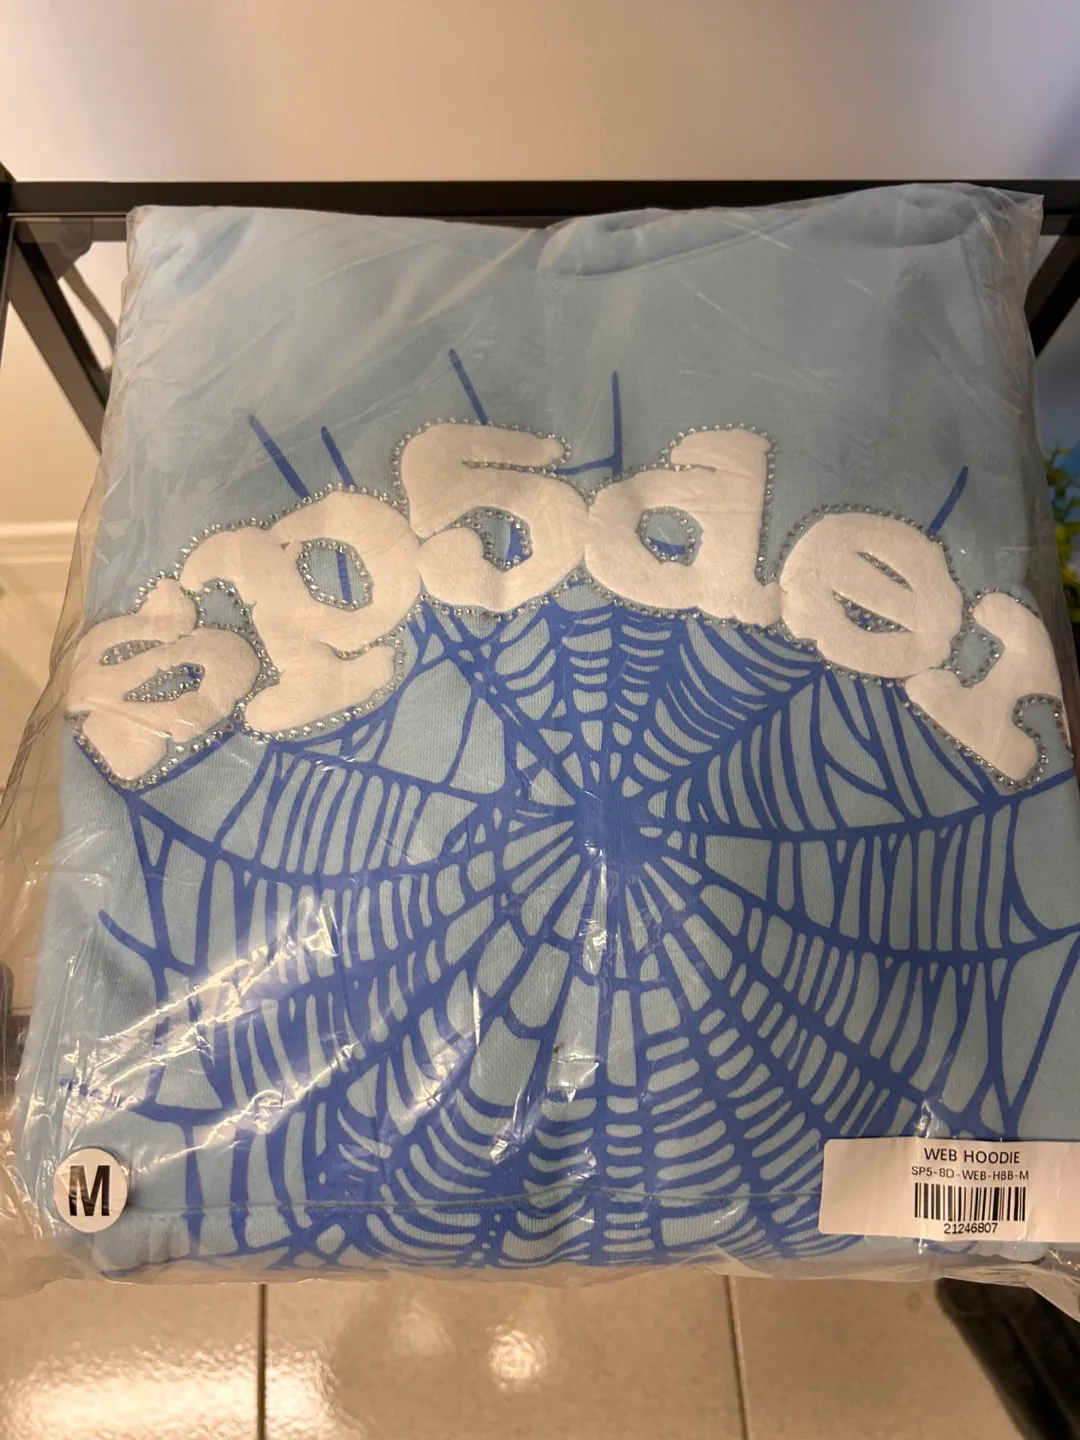 sp5der
M
WEB HOODIE
SP5-8D-WEB-HBB-M
21246807